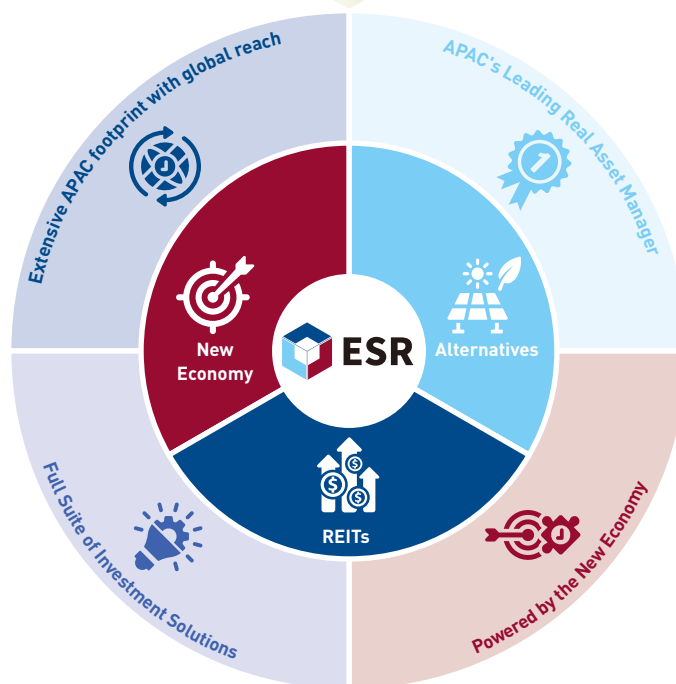 Extensive APAC footprint with global reach
APAC's Leading Real Asset Manager
New
Economy
ESR
Alternatives
REITs
Full Suite of Investment Solutions
Powered by the New Economy